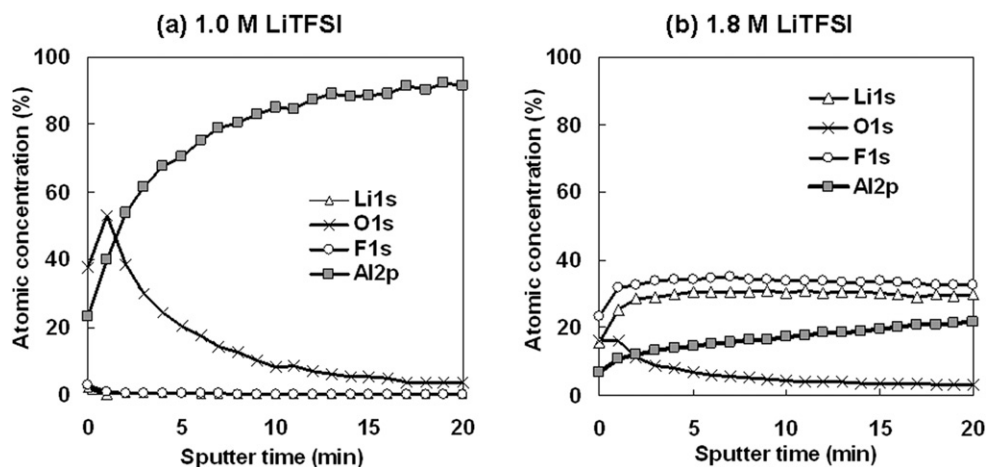 (a) 1.0 M LiTFSI
Atomic concentration (%)
100
80
60
40
20
0
Li1s
O1s
F1s
Al2p
0 5 10 15 20
Sputter time (min)
(b) 1.8 M LiTFSI
Atomic concentration (%)
100
80
60
40
20
0
Li1s
O1s
F1s
Al2p
0 5 10 15 20
Sputter time (min)